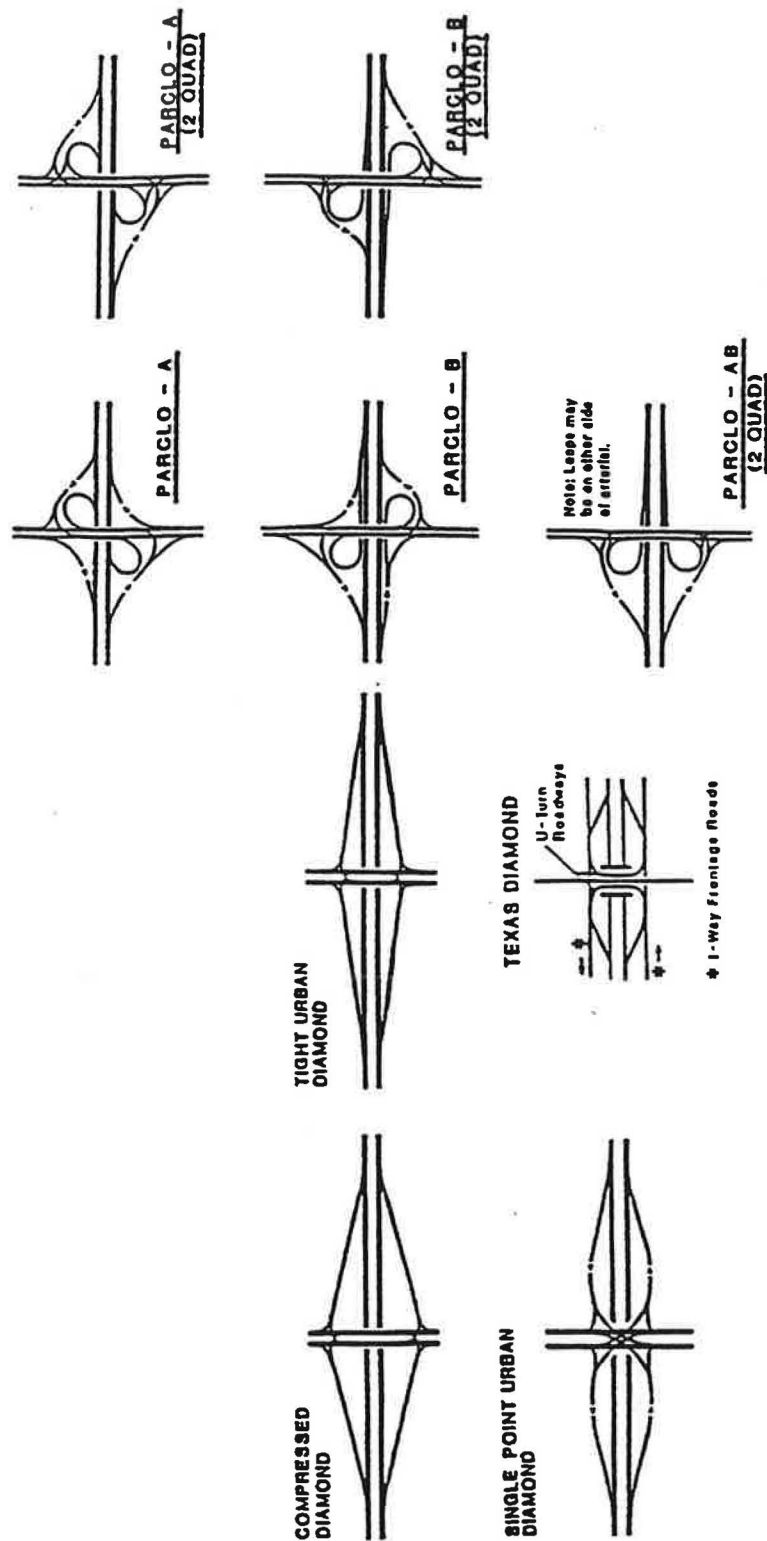 COMPRESSED
DIAMOND
TIGHT URBAN
DIAMOND
PARCLO - A
PARCLO - A
(2 QUAD)
PARCLO - B
PARCLO - B
(2 QUAD)
SINGLE POINT URBAN
DIAMOND
TEXAS DIAMOND
U-Turn
Roadways
* 1-Way Frontage Roads
Note: Loops may
be on other side
of arterial.
PARCLO - AB
(2 QUAD)